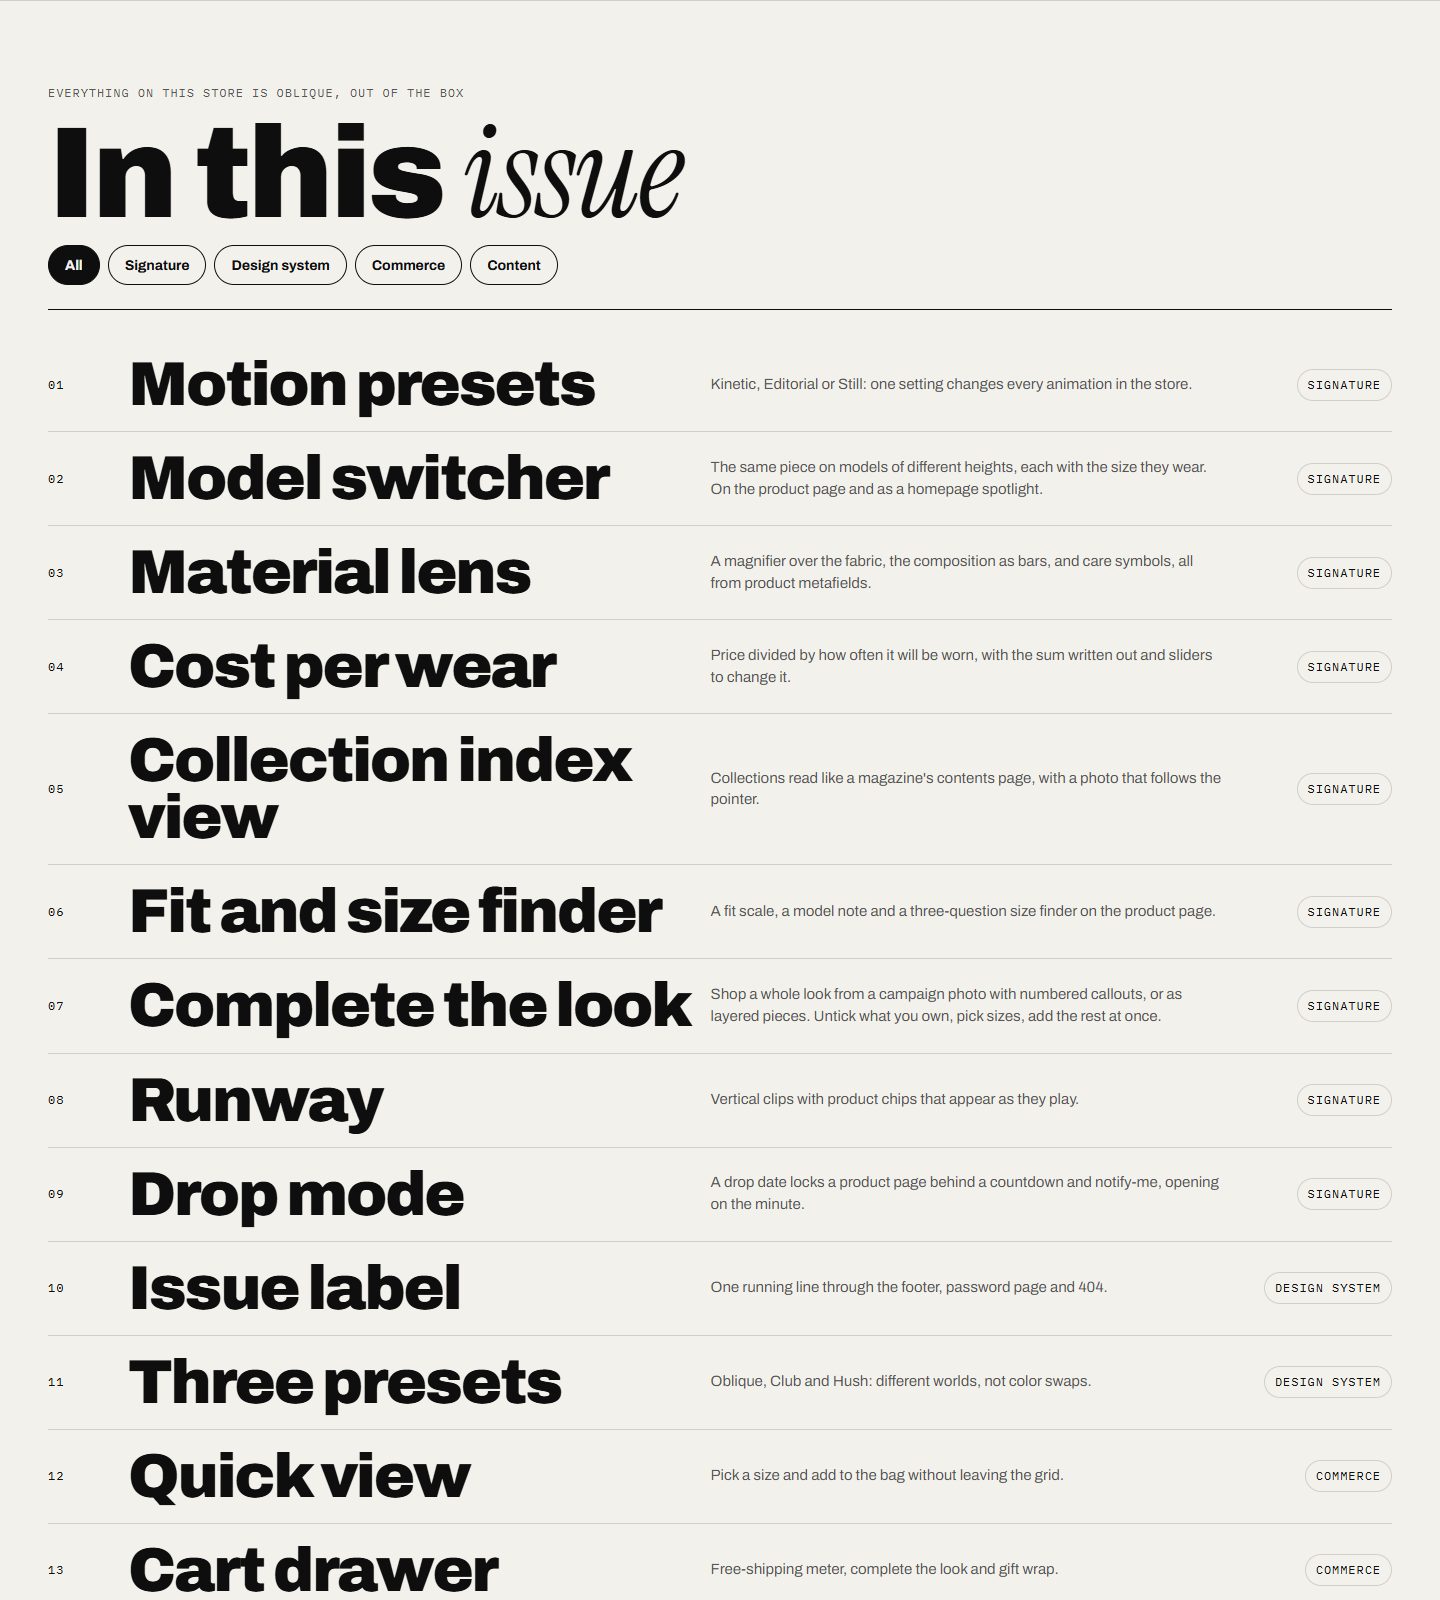 EVERYTHING ON THIS STORE IS OBLIQUE, OUT OF THE BOX
In this issue
All
Signature
Design system
Commerce
Content
01
Motion presets
Kinetic, Editorial or Still: one setting changes every animation in the store.
SIGNATURE
02
Model switcher
The same piece on models of different heights, each with the size they wear.
On the product page and as a homepage spotlight.
SIGNATURE
03
Material lens
A magnifier over the fabric, the composition as bars, and care symbols, all
from product metafields.
SIGNATURE
04
Cost per wear
Price divided by how often it will be worn, with the sum written out and sliders
to change it.
SIGNATURE
05
Collection index
view
Collections read like a magazine's contents page, with a photo that follows the
pointer.
SIGNATURE
06
Fit and size finder
A fit scale, a model note and a three-question size finder on the product page.
SIGNATURE
07
Complete the look
Shop a whole look from a campaign photo with numbered callouts, or as
layered pieces. Untick what you own, pick sizes, add the rest at once.
SIGNATURE
08
Runway
Vertical clips with product chips that appear as they play.
SIGNATURE
09
Drop mode
A drop date locks a product page behind a countdown and notify-me, opening
on the minute.
SIGNATURE
10
Issue label
One running line through the footer, password page and 404.
DESIGN SYSTEM
11
Three presets
Oblique, Club and Hush: different worlds, not color swaps.
DESIGN SYSTEM
12
Quick view
Pick a size and add to the bag without leaving the grid.
COMMERCE
13
Cart drawer
Free-shipping meter, complete the look and gift wrap.
COMMERCE